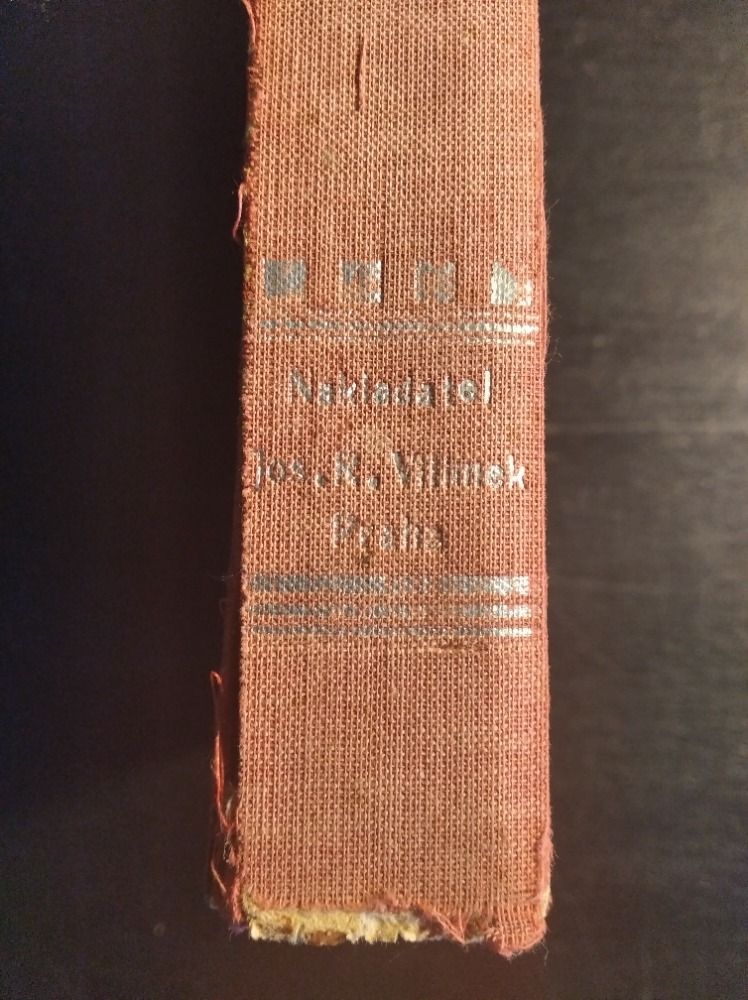 Nakladatel
Jos. R. Vilímek
Praha